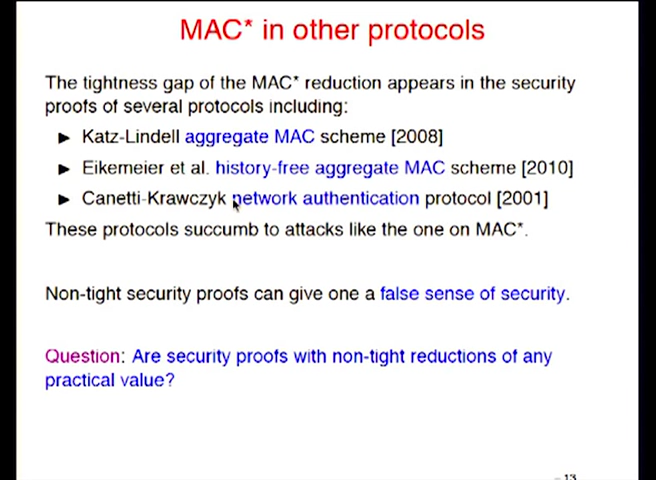 MAC* in other protocols
The tightness gap of the MAC* reduction appears in the security
proofs of several protocols including:
► Katz-Lindell aggregate MAC scheme [2008]
► Eikemeier et al. history-free aggregate MAC scheme [2010]
► Canetti-Krawczyk network authentication protocol [2001]
These protocols succumb to attacks like the one on MAC*.
Non-tight security proofs can give one a false sense of security.
Question: Are security proofs with non-tight reductions of any
practical value?
– 13